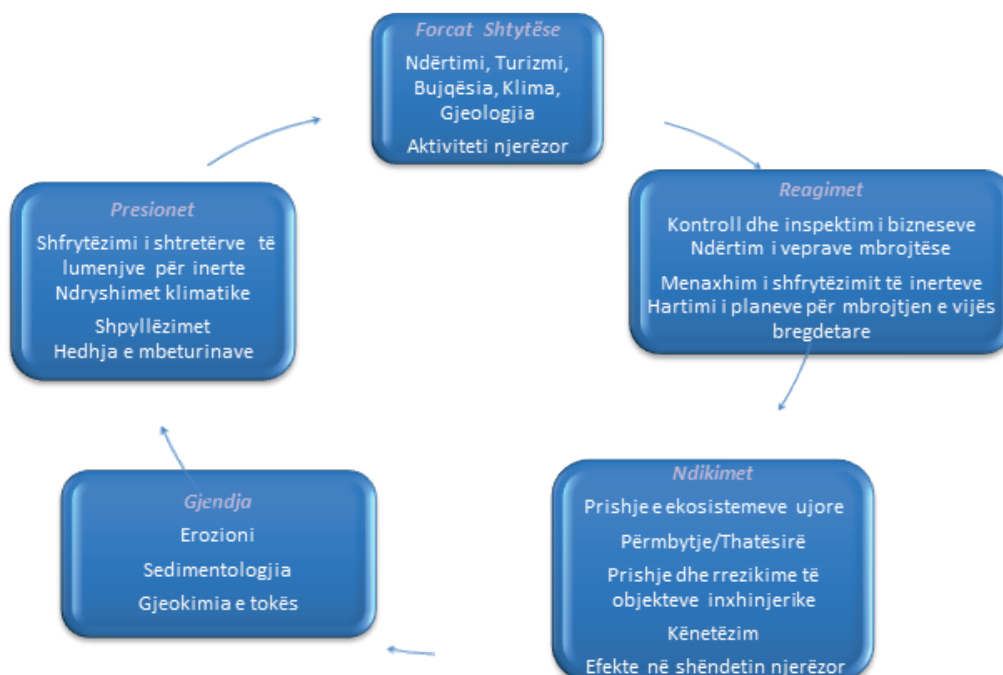 Forcat Shtytëse
Ndërtimi, Turizmi,
Bujqësia, Klima,
Gjeologjia
Aktiviteti njerëzor
Reagimet
Kontroll dhe inspektim i bizneseve
Ndërtim i veprave mbrojtëse
Menaxhim i shfrytëzimit të inerteve
Hartimi i planeve për mbrojtjen e vijës
bregdetare
Ndikimet
Prishje e ekosistemeve ujore
Përmbytje/Thatësirë
Prishje dhe rrezikime të
objekteve inxhinjerike
Kënetëzim
Efekte në shëndetin njerëzor
Gjendja
Erozioni
Sedimentologjia
Gjeokimia e tokës
Presionet
Shfrytëzimi i shtretërve të
lumenjve për inerte
Ndryshimet klimatike
Shpyllëzimet
Hedhja e mbeturinave